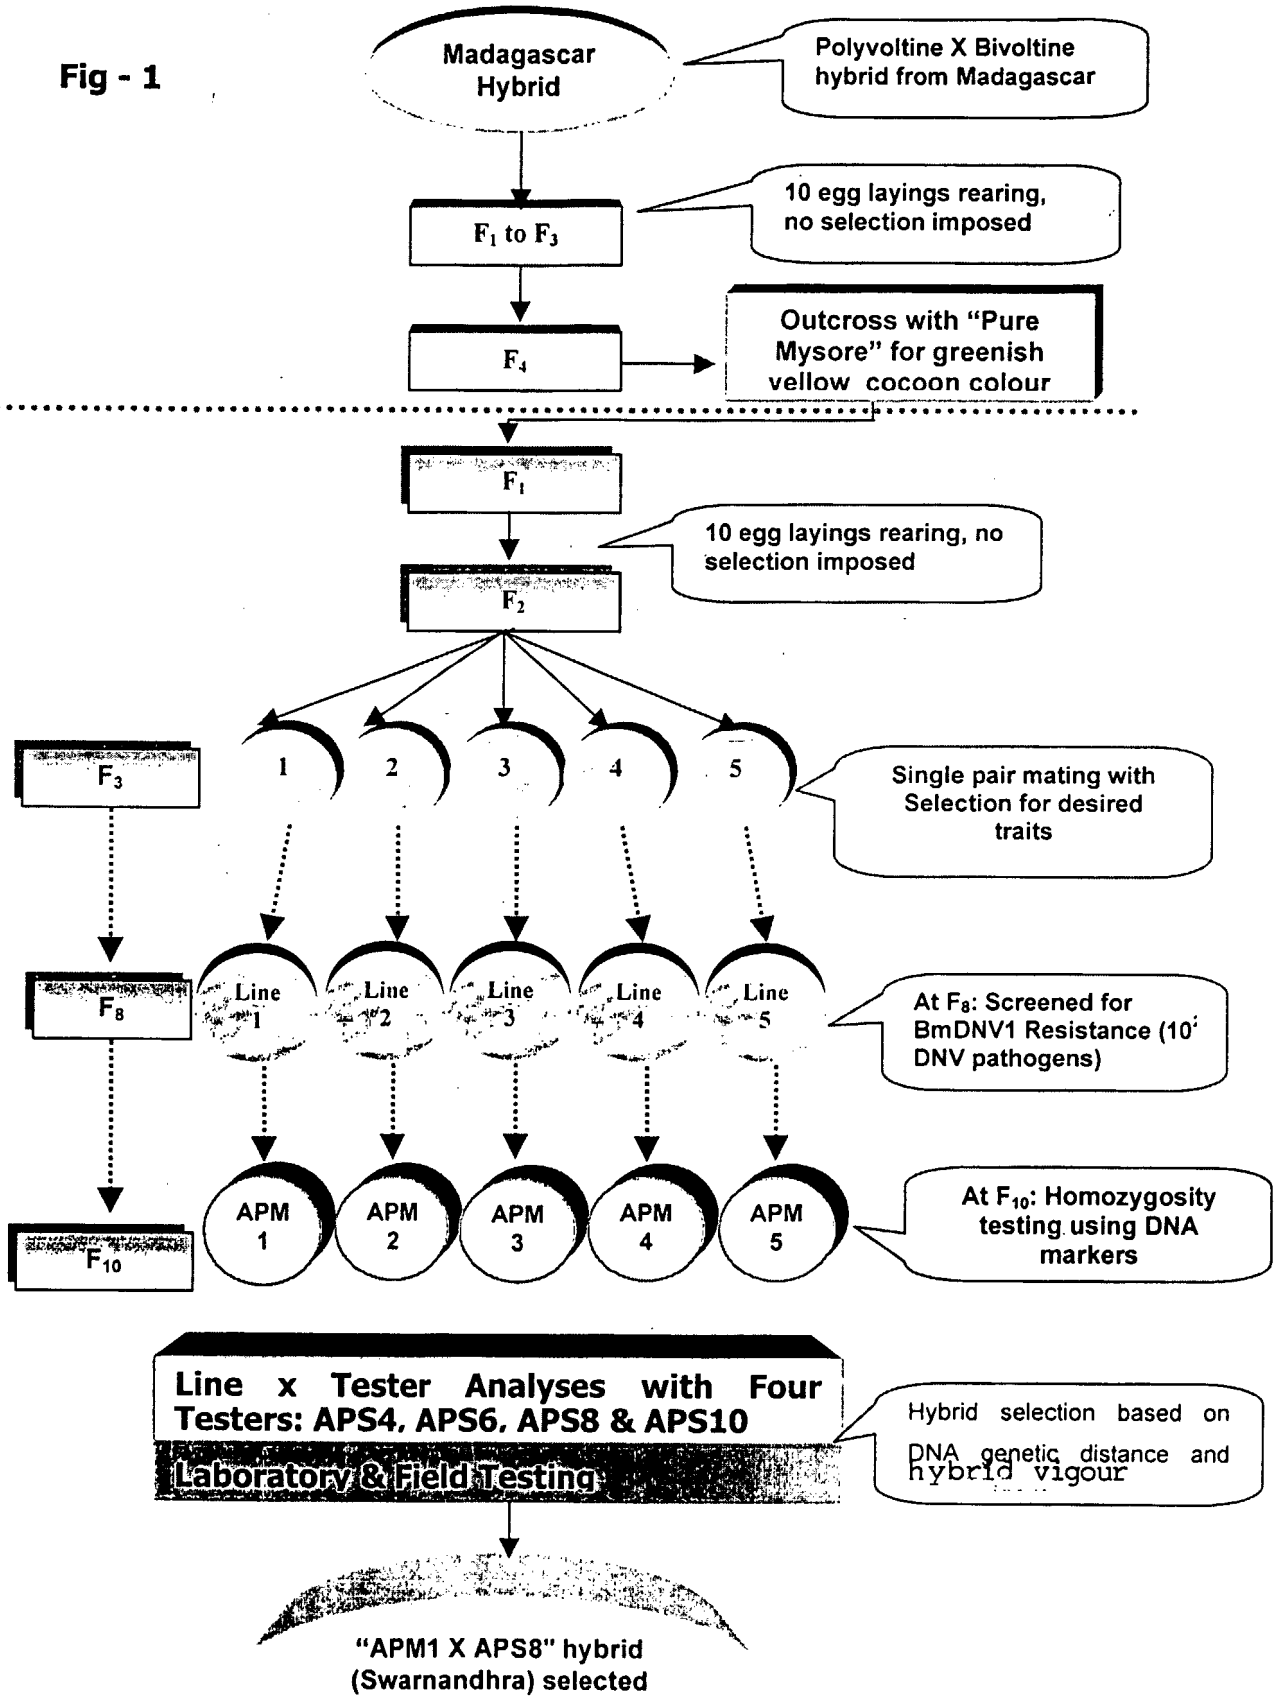 Fig - 1
Madagascar
Hybrid
Polyvoltine X Bivoltine
hybrid from Madagascar
10 egg layings rearing,
no selection imposed
F₁ to F₃
F₄
Outcross with “Pure
Mysore” for greenish
yellow cocoon colour
F₁
10 egg layings rearing, no
selection imposed
F₂
F₃
1
2
3
4
5
Single pair mating with
Selection for desired
traits
F₈
Line
1
Line
2
Line
3
Line
4
Line
5
At F₈: Screened for
BmDNV1 Resistance
DNV pathogens)
F₁₀
APM
1
APM
2
APM
3
APM
4
APM
5
At F₁₀: Homozygosity
testing using DNA
markers
Line x Tester Analyses with Four
Testers: APS4, APS6, APS8 & APS10
Laboratory & Field Testing
Hybrid selection based on
DNA genetic distance and
hybrid vigour
“APM1 X APS8” hybrid
(Swarnandhra) selected